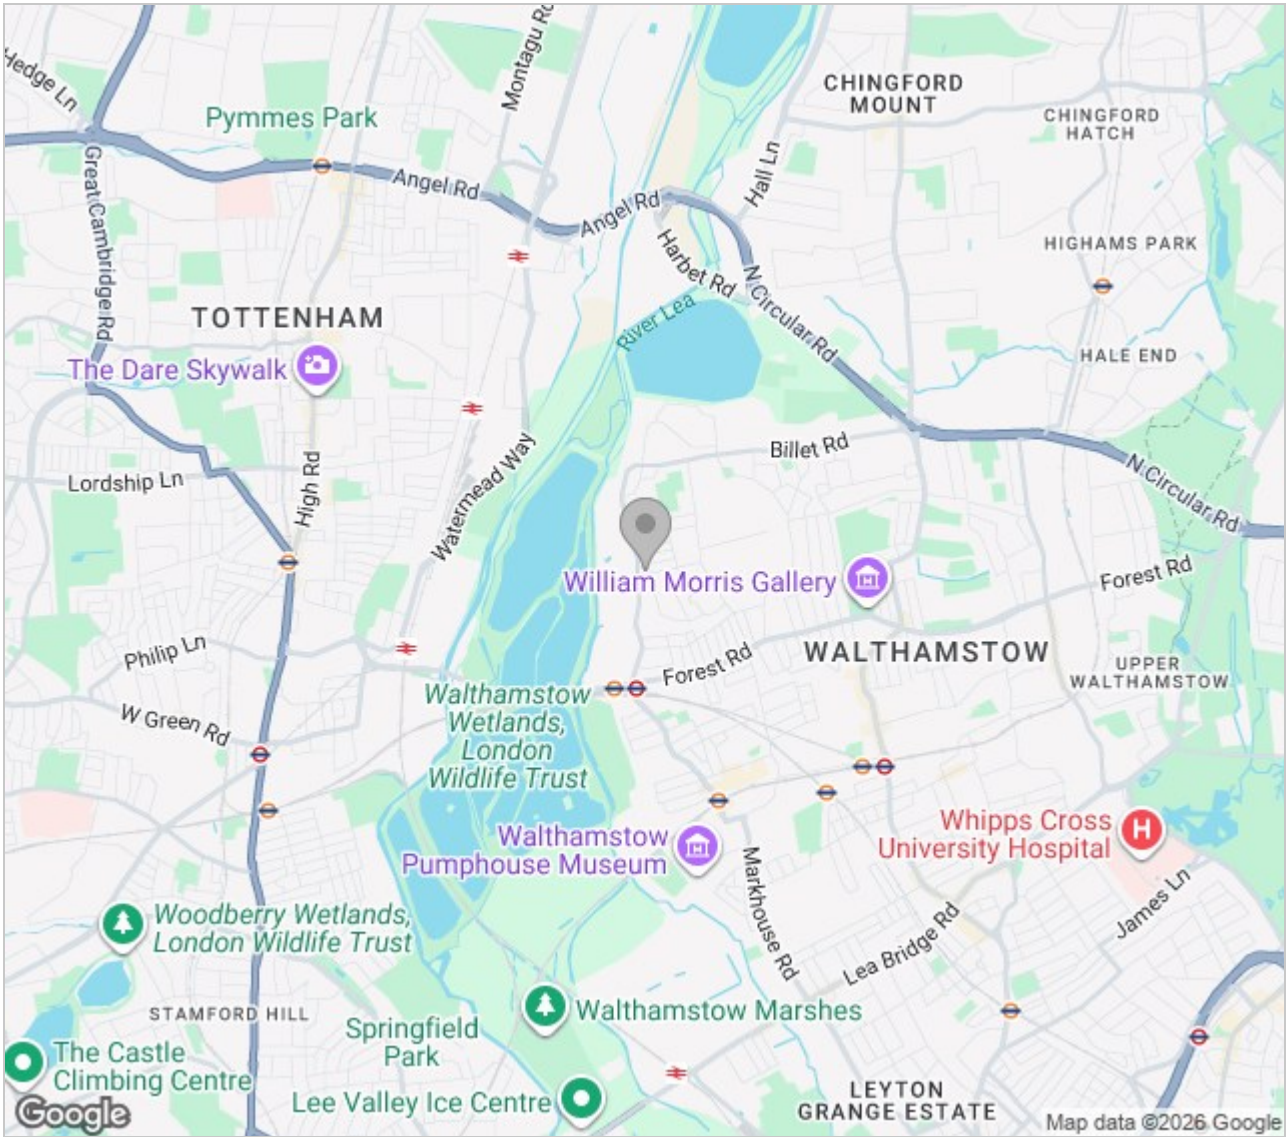 Hedge Ln
Pymmes Park
Montagu Rd
CHINGFORD
MOUNT
CHINGFORD
HATCH
Great Cambridge Rd
Angel Rd
Angel Rd
Hall Ln
Harbet Rd
HIGHAMS PARK
N Circular Rd
TOTTENHAM
River Lea
The Dare Skywalk
HALE END
Billet Rd
Lordship Ln
High Rd
Watermead Way
N Circular Rd
William Morris Gallery
Forest Rd
Philip Ln
Forest Rd
WALTHAMSTOW
UPPER
WALTHAMSTOW
W Green Rd
Walthamstow
Wetlands,
London
Wildlife Trust
Whipps Cross
University Hospital
H
Walthamstow
Pumphouse Museum
Markhouse Rd
James Ln
Woodberry Wetlands,
London Wildlife Trust
Lea Bridge Rd
STAMFORD HILL
Springfield
Park
Walthamstow Marshes
The Castle
Climbing Centre
Lee Valley Ice Centre
LEYTON
GRANGE ESTATE
Google
Map data ©2026 Google